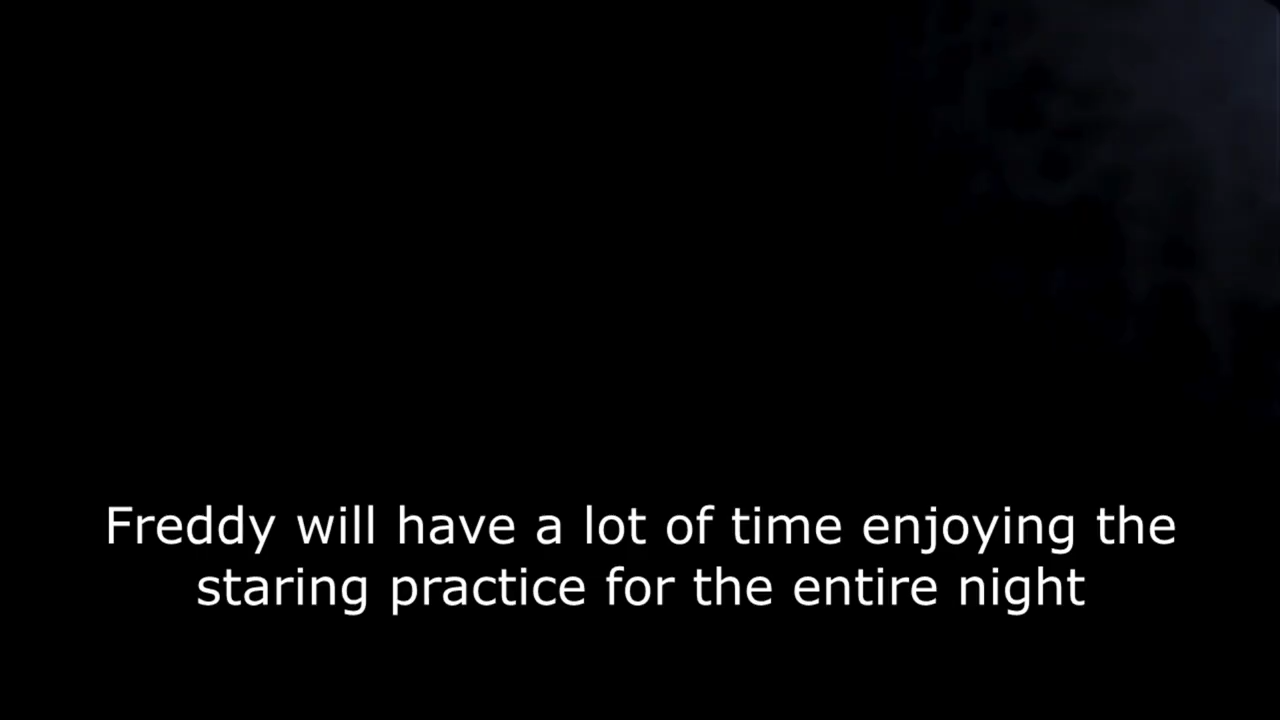 Freddy will have a lot of time enjoying the
staring practice for the entire night